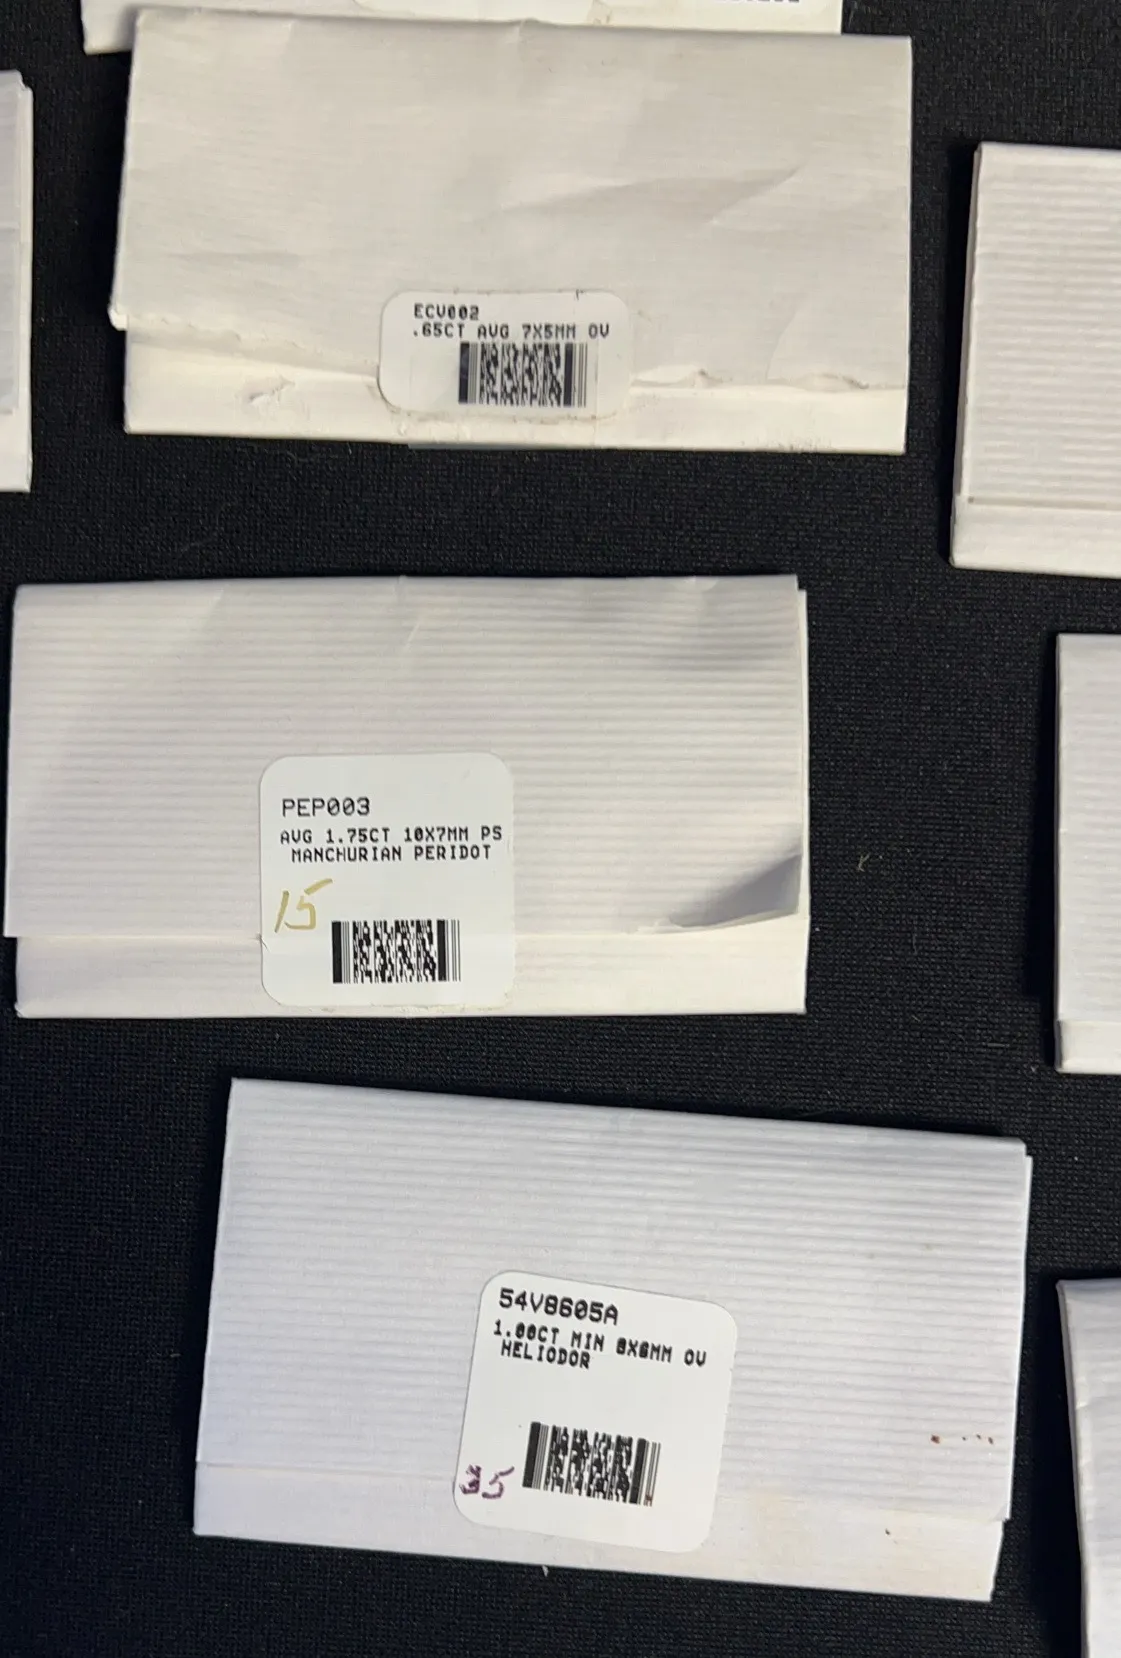 ECV002
.65CT AVG 7X5MM OV
PEP003
AVG 1.75CT 10X7MM PS
MANCHURIAN PERIDOT
15
54V8605A
1.00CT MIN 8X6MM OV
HELIODOR
35